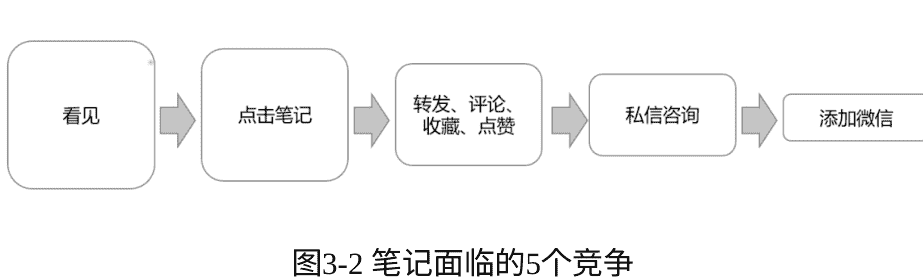 看见
点击笔记
转发、评论、
收藏、点赞
私信咨询
添加微信
图3-2 笔记面临的5个竞争